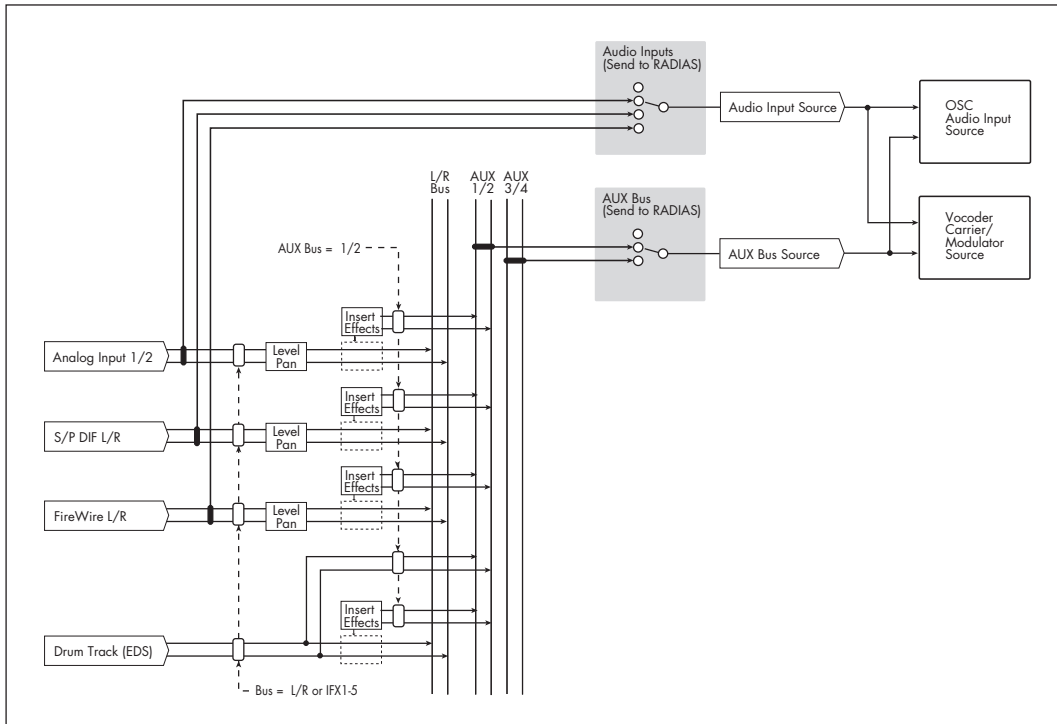 Audio Inputs
(Send to RADIAS)
Audio Input Source
OSC
Audio Input
Source
L/R
Bus
AUX
1/2
AUX
3/4
AUX Bus
(Send to RADIAS)
AUX Bus Source
Vocoder
Carrier/
Modulator
Source
AUX Bus = 1/2
Insert
Effects
Analog Input 1/2
Level
Pan
Insert
Effects
S/P DIF L/R
Level
Pan
Insert
Effects
FireWire L/R
Level
Pan
Insert
Effects
Drum Track (EDS)
Bus = L/R or IFX1-5